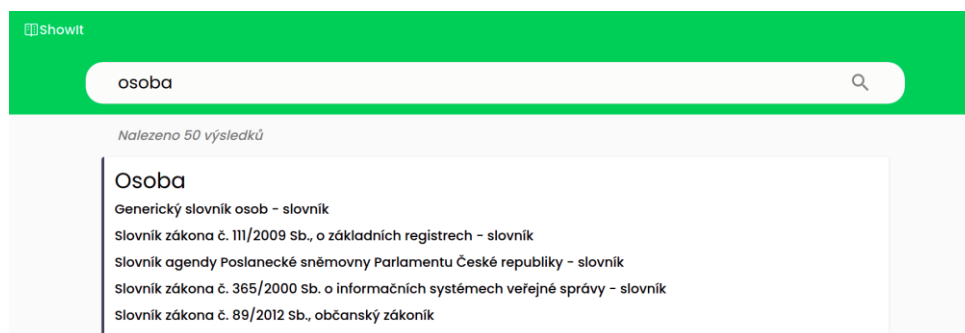 ShowIt
osoba
Nalezeno 50 výsledků
Osoba
Generický slovník osob - slovník
Slovník zákona č. 111/2009 Sb., o základních registrech - slovník
Slovník agendy Poslanecké sněmovny Parlamentu České republiky - slovník
Slovník zákona č. 365/2000 Sb. o informačních systémech veřejné správy - slovník
Slovník zákona č. 89/2012 Sb., občanský zákoník